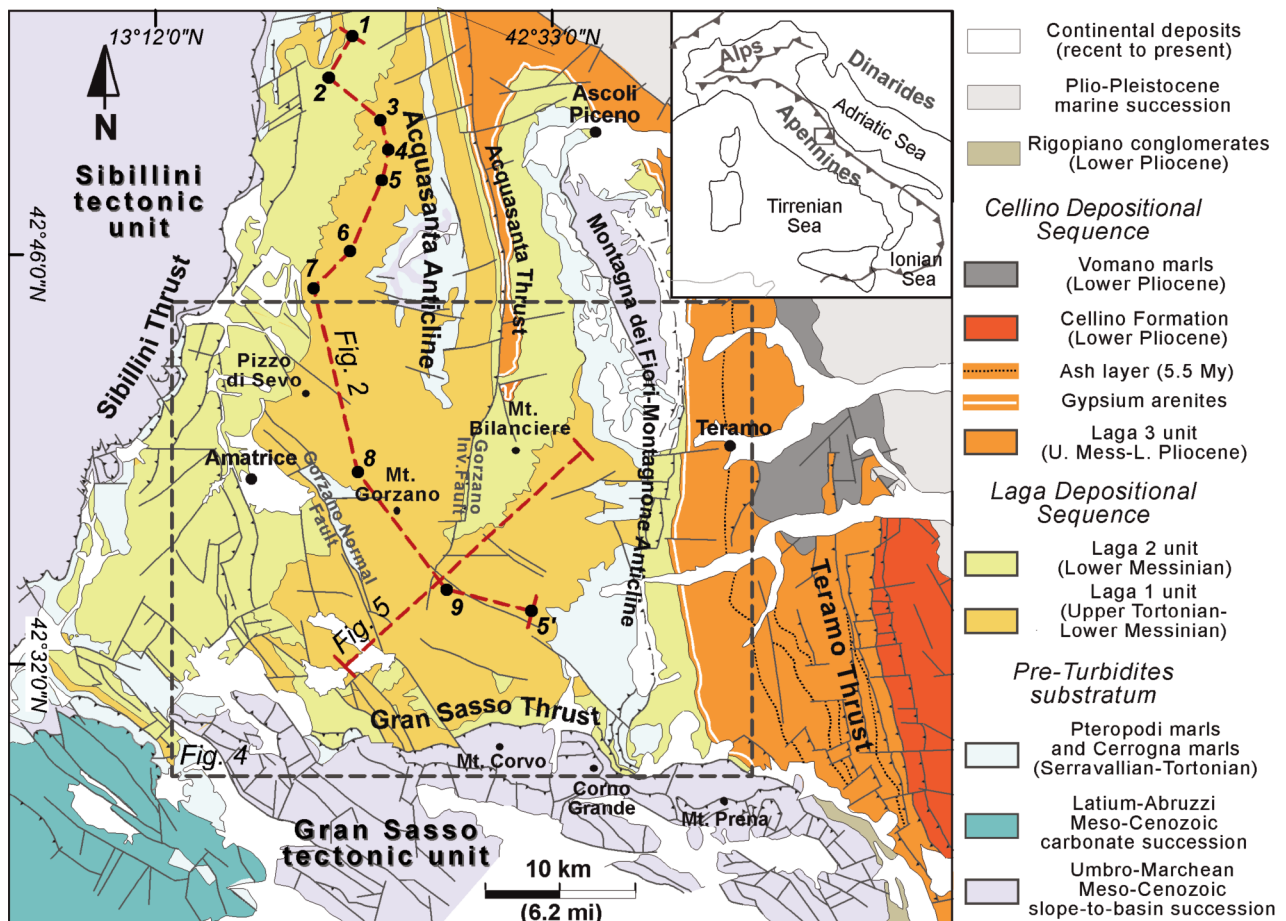 13°12'0"N
42°33'0"N
1
2
3
4
5
6
7
8
9
5'
N
Sibillini
tectonic
unit
42°46'0"N
42°32'0"N
Sibillini Thrust
Acquasanta Anticline
Acquasanta Thrust
Ascoli
Piceno
Montagna dei Fiori-Montagnone Anticline
Pizzo
di Sevo
Fig. 2
Mt.
Bilanciere
Teramo
Amatrice
Mt.
Gorzano
Gorzano
Inv. Fault
Gorzano Normal
Fault
Fig. 5
Gran Sasso Thrust
Teramo Thrust
Fig. 4
Mt. Corvo
Corno
Grande
Mt. Prena
Gran Sasso
tectonic unit
10 km
(6.2 mi)
Alps
Dinarides
Adriatic Sea
Apennines
Tirrenian
Sea
Ionian
Sea
Continental deposits
(recent to present)
Plio-Pleistocene
marine succession
Rigopiano conglomerates
(Lower Pliocene)
Cellino Depositional
Sequence
Vomano marls
(Lower Pliocene)
Cellino Formation
(Lower Pliocene)
Ash layer (5.5 My)
Gypsium arenites
Laga 3 unit
(U. Mess-L. Pliocene)
Laga Depositional
Sequence
Laga 2 unit
(Lower Messinian)
Laga 1 unit
(Upper Tortonian-
Lower Messinian)
Pre-Turbidites
substratum
Pteropodi marls
and Cerrogna marls
(Serravallian-Tortonian)
Latium-Abruzzi
Meso-Cenozoic
carbonate succession
Umbro-Marchean
Meso-Cenozoic
slope-to-basin succession